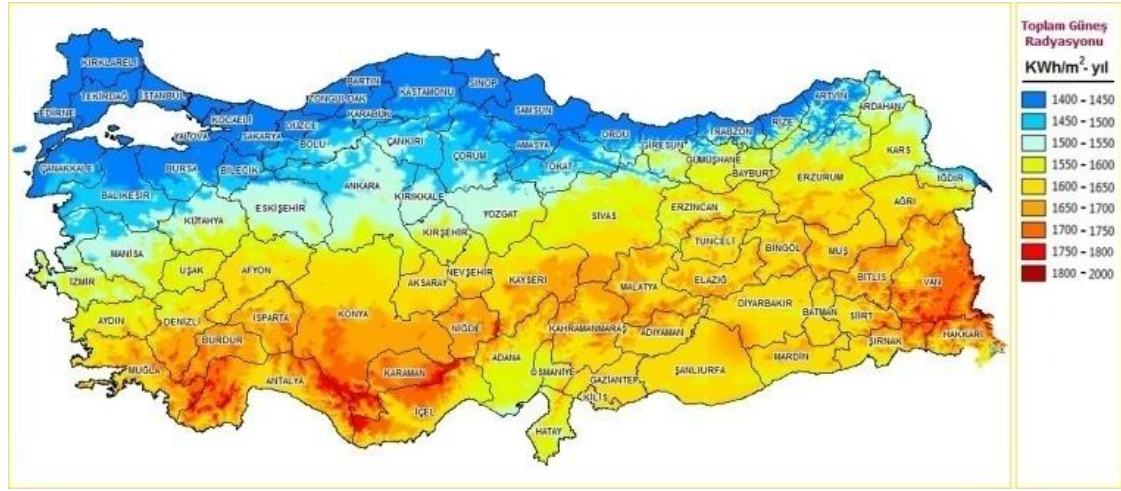 Toplam Güneş
Radyasyonu
KWh/m²- yıl
1400 - 1450
1450 - 1500
1500 - 1550
1550 - 1600
1600 - 1650
1650 - 1700
1700 - 1750
1750 - 1800
1800 - 2000
KIRKLARELİ
TEKİRDAĞ
İSTANBUL
EDİRNE
KOCAELİ
YALOVA
SAKARYA
DÜZCE
ZONGULDAK
BARTIN
KARABÜK
KASTAMONU
SİNOP
SAMSUN
BOLU
ÇANKIRI
ÇORUM
AMASYA
TOKAT
ORDU
GİRESUN
TRABZON
RİZE
ARTVİN
ARDAHAN
KARS
IĞDIR
ÇANAKKALE
BALIKESİR
BURSA
BİLECİK
ESKİŞEHİR
KÜTAHYA
ANKARA
KIRIKKALE
KIRŞEHİR
YOZGAT
SİVAS
GÜMÜŞHANE
BAYBURT
ERZİNCAN
ERZURUM
AĞRI
MANİSA
İZMİR
UŞAK
AFYON
AYDIN
DENİZLİ
ISPARTA
BURDUR
MUĞLA
ANTALYA
KONYA
AKSARAY
NEVŞEHİR
NİĞDE
KAYSERİ
KARAMAN
İÇEL
ADANA
OSMANİYE
HATAY
KAHRAMANMARAŞ
MALATYA
ADIYAMAN
GAZİANTEP
KİLİS
ŞANLIURFA
TUNCELİ
ELAZIĞ
BİNGÖL
MUŞ
BİTLİS
VAN
DİYARBAKIR
BATMAN
SİİRT
MARDİN
ŞIRNAK
HAKKARİ